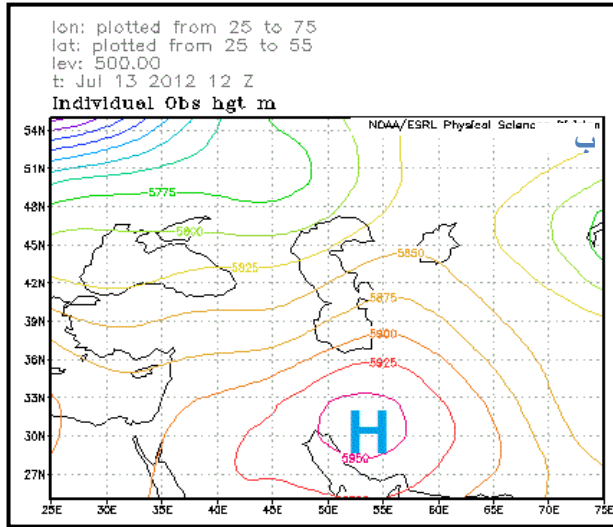 lon: plotted from 25 to 75
lat: plotted from 25 to 55
lev: 500.00
t: Jul 13 2012 12 Z
Individual Obs hgt m
NOAA/ESRL Physical Scienc
54N
51N
5775
48N
5800
45N
5850
5825
42N
5875
39N
5900
36N
5925
33N
H
30N
5950
27N
25E 30E 35E 40E 45E 50E 55E 60E 65E 70E 75E